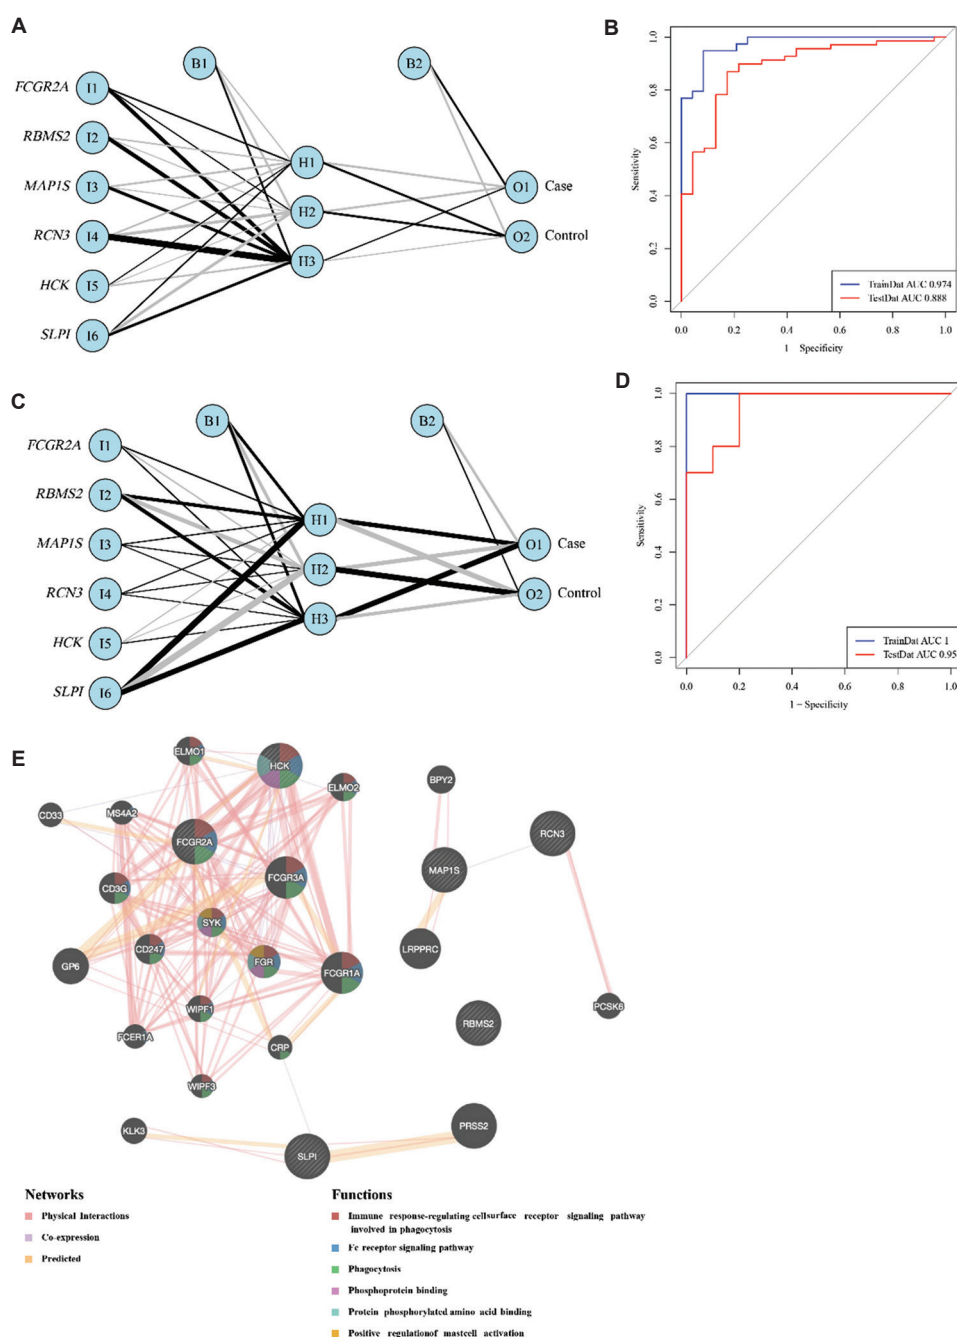 A
B1
B2
FCGR2A
I1
RBMS2
I2
MAP1S
I3
RCN3
I4
HCK
I5
SLPI
I6
H1
H2
H3
O1
Case
O2
Control
B
Sensitivity
0.0
0.2
0.4
0.6
0.8
1.0
TrainDat AUC 0.974
TestDat AUC 0.888
0.0
0.2
0.4
0.6
0.8
1.0
1 – Specificity
C
B1
B2
FCGR2A
I1
RBMS2
I2
MAP1S
I3
RCN3
I4
HCK
I5
SLPI
I6
H1
H2
H3
O1
Case
O2
Control
D
Sensitivity
0.0
0.2
0.4
0.6
0.8
1.0
TrainDat AUC 1
TestDat AUC 0.95
0.0
0.2
0.4
0.6
0.8
1.0
1 – Specificity
E
ELMO1
HCK
ELMO2
CD33
MS4A2
FCGR2A
FCGR3A
CD3G
SYK
CD247
FGR
GP6
FCGR1A
WIPF1
FCER1A
CRP
WIPF3
KLK3
SLPI
PRSS2
BPY2
RCN3
MAP1S
LRPPRC
PCSK6
RBMS2
Networks
Physical Interactions
Co-expression
Predicted
Functions
Immune response-regulating cellsurface receptor signaling pathway
involved in phagocytosis
Fc receptor signaling pathway
Phagocytosis
Phosphoprotein binding
Protein phosphorylated amino acid binding
Positive regulationof mastcell activation